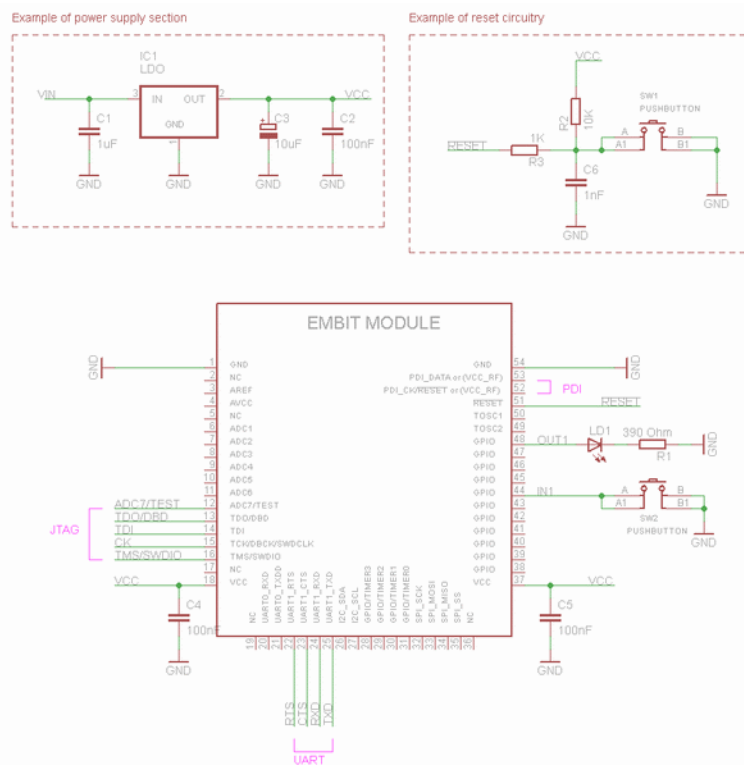 Example of power supply section
Example of reset circuitry
IC1
LDO
VIN
3
IN
OUT
2
VCC
GND
1
C1
1uF
C3
10uF
C2
100nF
GND
GND
GND
GND
VCC
R2
10K
SW1
PUSHBUTTON
RESET
1K
R3
A
A1
B
B1
C6
1nF
GND
GND
EMBIT MODULE
GND
1 GND
2 NC
3 AREF
4 AVCC
5 NC
6 ADC1
7 ADC2
8 ADC3
9 ADC4
10 ADC5
11 ADC6
ADC7/TEST 12 ADC7/TEST
TDO/DBD 13 TDO/DBD
TDI 14 TDI
CK 15 TCK/DBCK/SWDCLK
TMS/SWDIO 16 TMS/SWDIO
JTAG
17 NC
VCC 18 VCC
C4
100nF
GND
GND 54
GND
PDI_DATA or (VCC_RF) 53
PDI_CK/RESET or (VCC_RF) 52
PDI
RESET 51 RESET
TOSC1 50
TOSC2 49
GPIO 48 OUT1
LD1
390 Ohm
R1
GND
GPIO 47
GPIO 46
GPIO 45
GPIO 44 IN1
GPIO 43
GPIO 42
GPIO 41
GPIO 40
GPIO 39
GPIO 38
A
A1
B
B1
SW2
PUSHBUTTON
GND
VCC 37 VCC
C5
100nF
GND
NC 19
UART0_RXD 20
UART0_TXDD 21
UART1_RTS 22
UART1_CTS 23
UART1_RXD 24
UART1_TXD 25
I2C_SDA 26
I2C_SCL 27
GPIO/TIMER3 28
GPIO/TIMER2 29
GPIO/TIMER1 30
GPIO/TIMER0 31
SPI_SCK 32
SPI_MOSI 33
SPI_MISO 34
SPI_SS 35
NC 36
RTS
CTS
RXD
TXD
UART